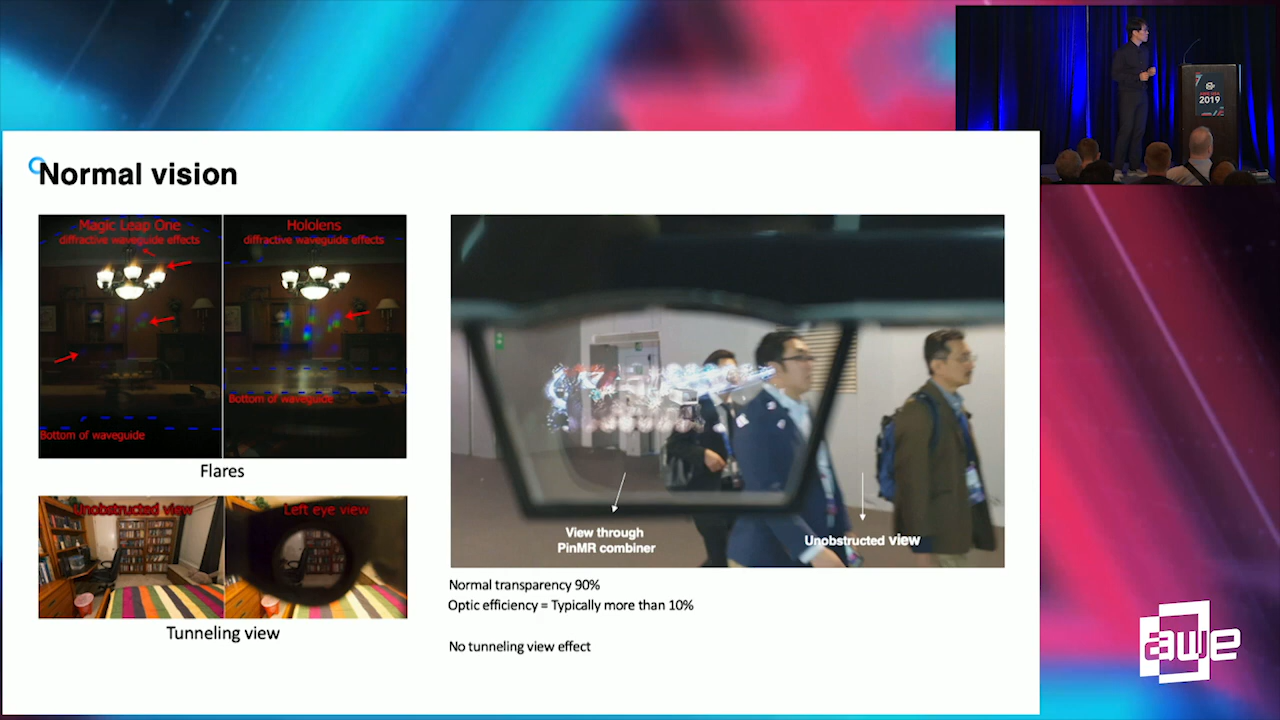 2019
Normal vision
Magic Leap One
diffractive waveguide effects
Hololens
diffractive waveguide effects
Bottom of waveguide
Bottom of waveguide
Flares
Unobstructed view
Left eye view
Tunneling view
View through
PinMR combiner
Unobstructed view
Normal transparency 90%
Optic efficiency = Typically more than 10%
No tunneling view effect
awe